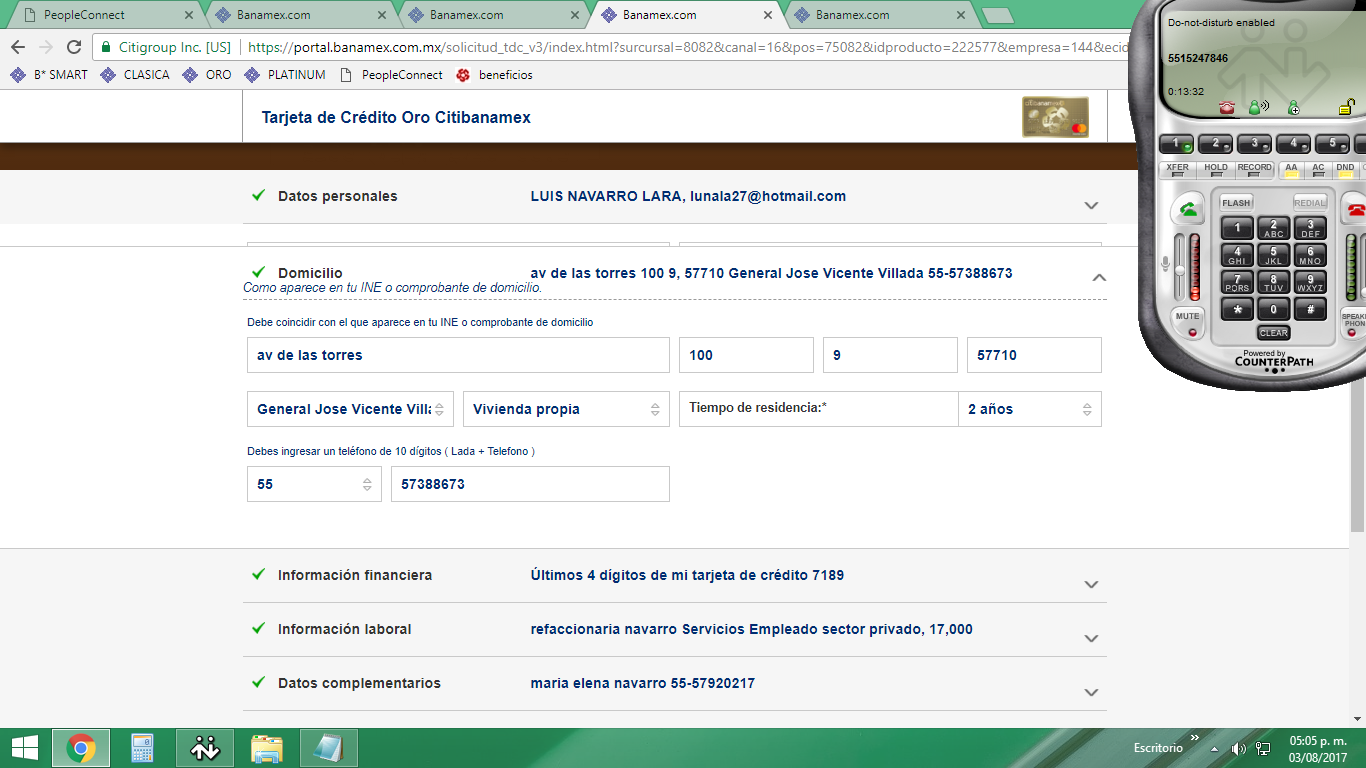 PeopleConnect
Banamex.com
Banamex.com
Banamex.com
Banamex.com
Citigroup Inc. [US]
https://portal.banamex.com.mx/solicitud_tdc_v3/index.html?surcursal=8082&canal=16&pos=75082&idproducto=222577&empresa=144&ecid
B* SMART
CLASICA
ORO
PLATINUM
PeopleConnect
beneficios
Tarjeta de Crédito Oro Citibanamex
Datos personales
LUIS NAVARRO LARA, lunala27@hotmail.com
Domicilio
av de las torres 100 9, 57710 General Jose Vicente Villada 55-57388673
Como aparece en tu INE o comprobante de domicilio.
Debe coincidir con el que aparece en tu INE o comprobante de domicilio
av de las torres
100
9
57710
General Jose Vicente Villa
Vivienda propia
Tiempo de residencia:*
2 años
Debes ingresar un teléfono de 10 dígitos ( Lada + Telefono )
55
57388673
Información financiera
Últimos 4 dígitos de mi tarjeta de crédito 7189
Información laboral
refaccionaria navarro Servicios Empleado sector privado, 17,000
Datos complementarios
maria elena navarro 55-57920217
Do-not-disturb enabled
5515247846
0:13:32
1
2
3
4
5
XFER
HOLD
RECORD
AA
AC
DND
FLASH
REDIAL
1
2 ABC
3 DEF
4 GHI
5 JKL
6 MNO
7 PQRS
8 TUV
9 WXYZ
*
0
#
MUTE
SPEAK
PHON
CLEAR
Powered by
COUNTERPATH
Escritorio
05:05 p. m.
03/08/2017